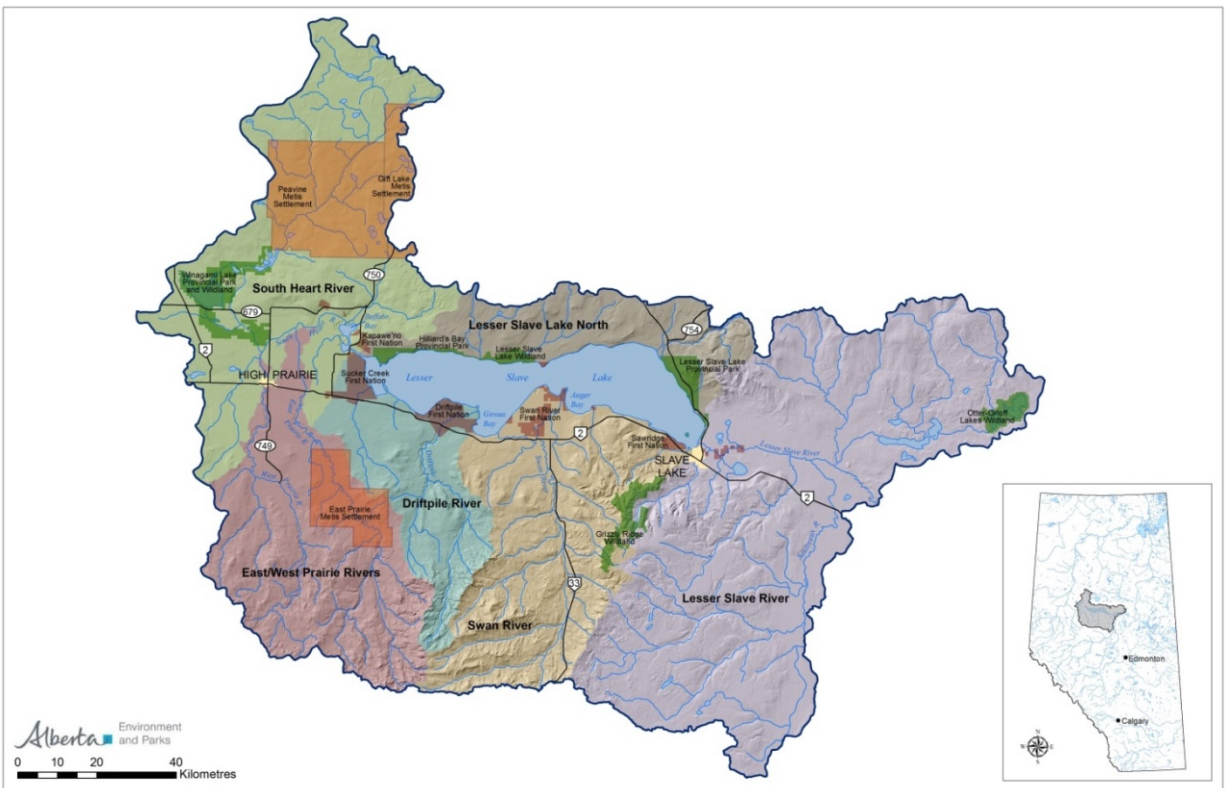 Peavine
Metis
Settlement
Gift Lake
Metis
Settlement
Winagami Lake
Provincial Park
and Wildland
South Heart River
750
679
2
Buffalo
Bay
Kapawe'no
First Nation
Hilliard's Bay
Provincial Park
Lesser Slave Lake North
Lesser Slave
Lake Wildland
754
Lesser Slave Lake
Provincial Park
HIGH PRAIRIE
Sucker Creek
First Nation
Lesser Slave Lake
Driftpile
First Nation
Giroux
Bay
Swan River
First Nation
Auger
Bay
2
Sawridge
First Nation
SLAVE
LAKE
Lesser Slave River
Otter-Orloff
Lakes Wildland
2
749
East Prairie
Metis Settlement
Driftpile River
Grizzly Ridge
Wildland
East/West Prairie Rivers
33
Swan River
Lesser Slave River
Edmonton
Calgary
N
W E
S
Alberta
Environment
and Parks
0 10 20 40
Kilometres